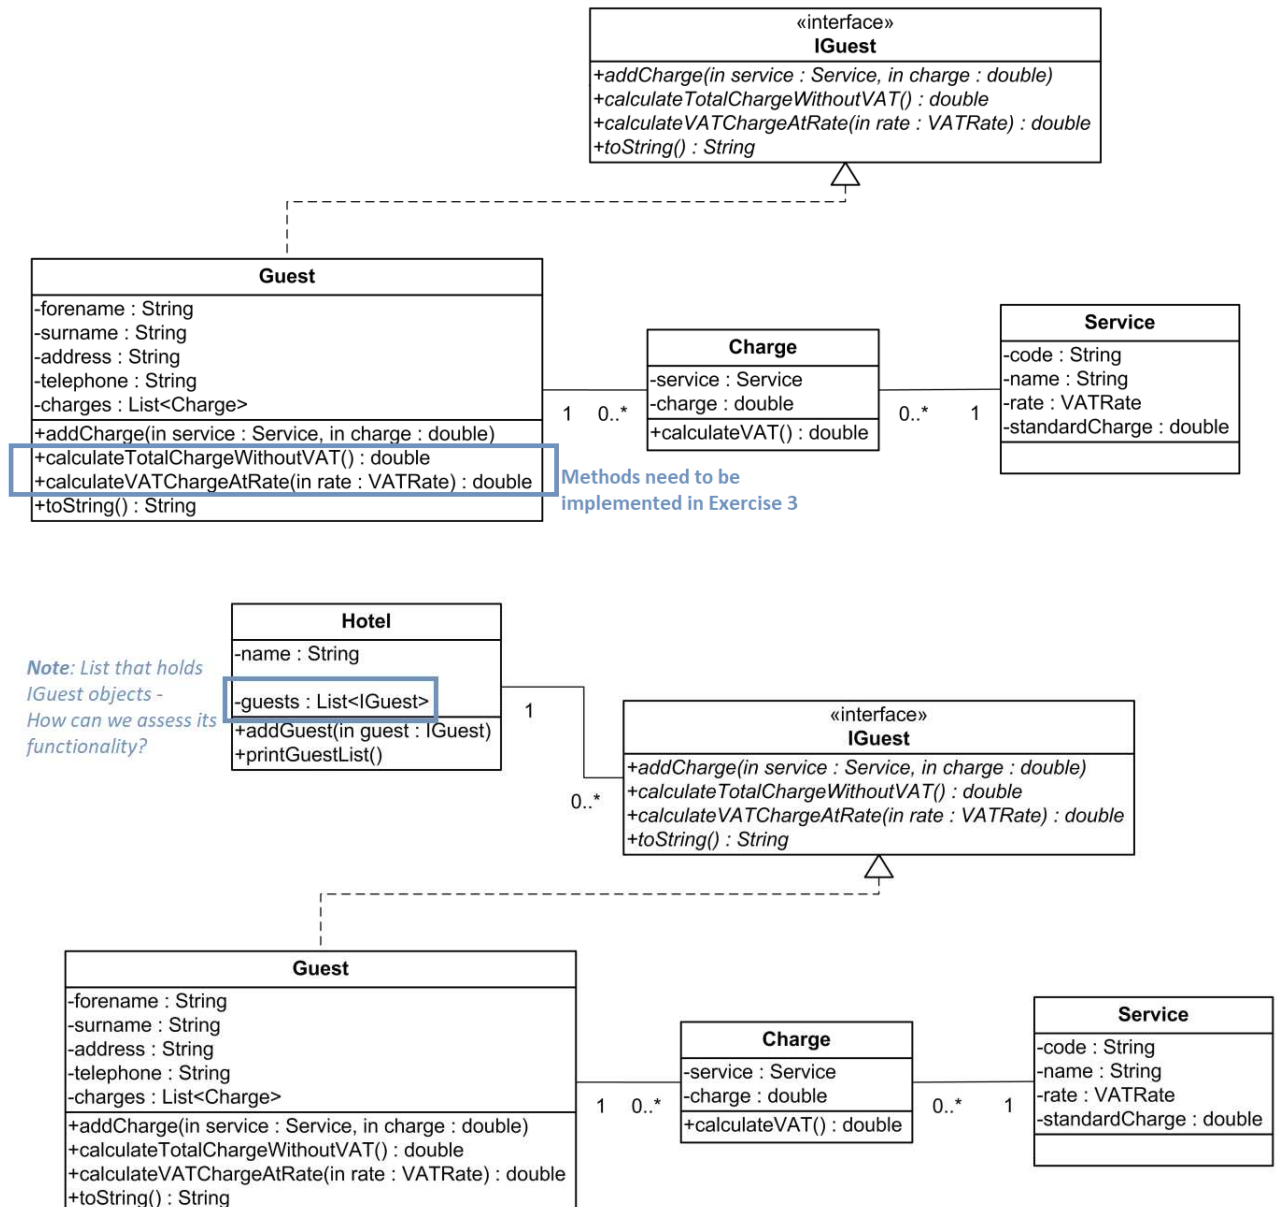 «interface»
IGuest
+addCharge(in service : Service, in charge : double)
+calculateTotalChargeWithoutVAT() : double
+calculateVATChargeAtRate(in rate : VATRate) : double
+toString() : String
Guest
-forename : String
-surname : String
-address : String
-telephone : String
-charges : List<Charge>
+addCharge(in service : Service, in charge : double)
+calculateTotalChargeWithoutVAT() : double
+calculateVATChargeAtRate(in rate : VATRate) : double
+toString() : String
Methods need to be
implemented in Exercise 3
1 0..*
Charge
-service : Service
-charge : double
+calculateVAT() : double
0..* 1
Service
-code : String
-name : String
-rate : VATRate
-standardCharge : double
Hotel
-name : String
-guests : List<IGuest>
+addGuest(in guest : IGuest)
+printGuestList()
Note: List that holds
IGuest objects -
How can we assess its
functionality?
1
0..*
«interface»
IGuest
+addCharge(in service : Service, in charge : double)
+calculateTotalChargeWithoutVAT() : double
+calculateVATChargeAtRate(in rate : VATRate) : double
+toString() : String
Guest
-forename : String
-surname : String
-address : String
-telephone : String
-charges : List<Charge>
+addCharge(in service : Service, in charge : double)
+calculateTotalChargeWithoutVAT() : double
+calculateVATChargeAtRate(in rate : VATRate) : double
+toString() : String
1 0..*
Charge
-service : Service
-charge : double
+calculateVAT() : double
0..* 1
Service
-code : String
-name : String
-rate : VATRate
-standardCharge : double